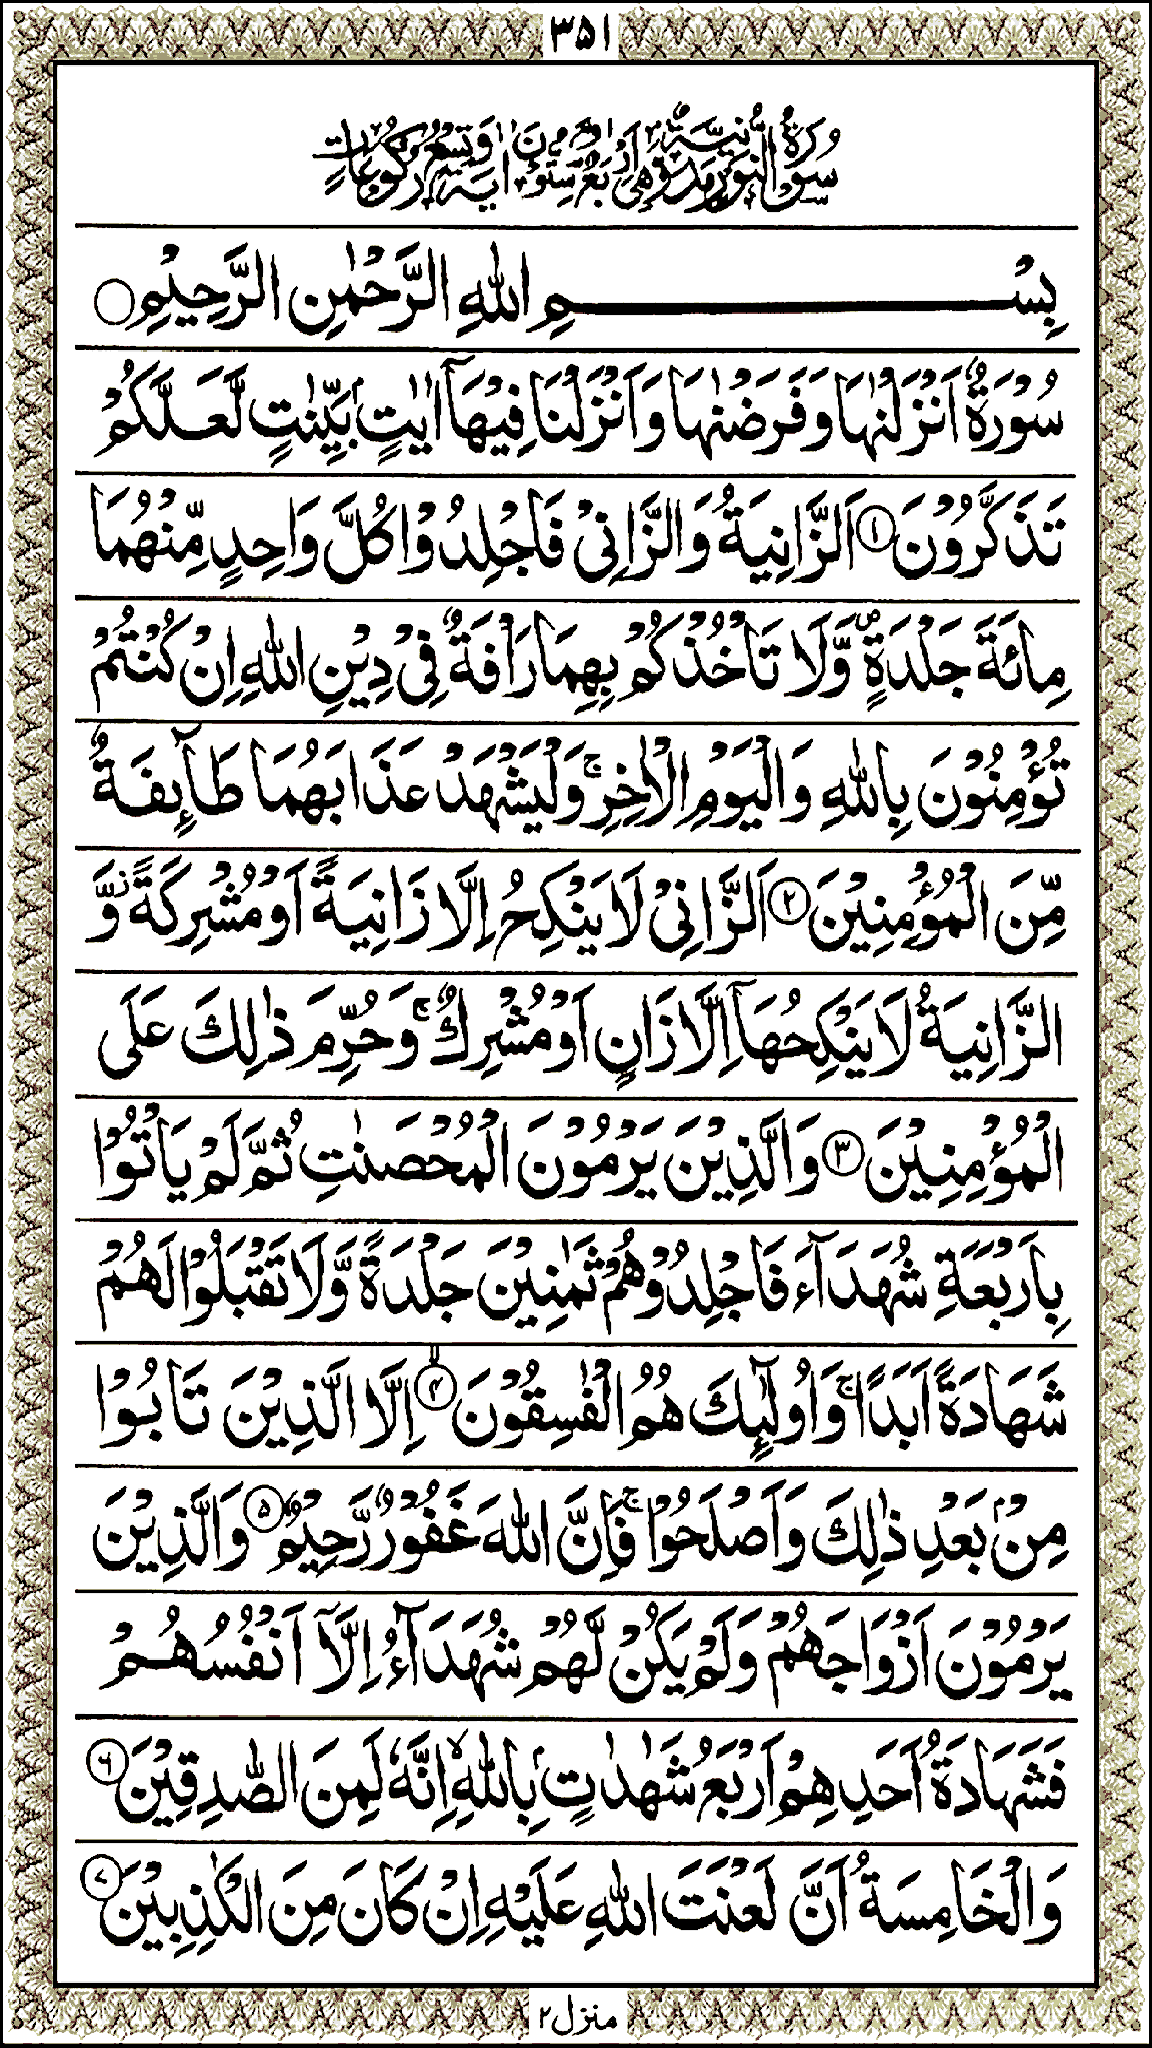 ٣٥١
سُوْرَةُ النُّوْرِ مَدَنِيَّةٌ وَّهِيَ اَرْبَعٌ وَّسِتُّوْنَ اٰيَةً وَّتِسْعُ رُكُوْعَاتٍ
بِسْمِ اللّٰهِ الرَّحْمٰنِ الرَّحِيْمِ ○
سُوْرَةٌ اَنْزَلْنٰهَا وَفَرَضْنٰهَا وَاَنْزَلْنَا فِيْهَاۤ اٰيٰتٍۭ بَيِّنٰتٍ لَّعَلَّكُمْ
تَذَكَّرُوْنَ ١ اَلزَّانِيَةُ وَالزَّانِيْ فَاجْلِدُوْا كُلَّ وَاحِدٍ مِّنْهُمَا
مِائَةَ جَلْدَةٍ ۪ وَّلَا تَاْخُذْكُمْ بِهِمَا رَاْفَةٌ فِيْ دِيْنِ اللّٰهِ اِنْ كُنْتُمْ
تُؤْمِنُوْنَ بِاللّٰهِ وَالْيَوْمِ الْاٰخِرِ ۚ وَلْيَشْهَدْ عَذَابَهُمَا طَآىِٕفَةٌ
مِّنَ الْمُؤْمِنِيْنَ ٢ اَلزَّانِيْ لَا يَنْكِحُ اِلَّا زَانِيَةً اَوْ مُشْرِكَةً ؗ وَّ
الزَّانِيَةُ لَا يَنْكِحُهَاۤ اِلَّا زَانٍ اَوْ مُشْرِكٌ ۚ وَحُرِّمَ ذٰلِكَ عَلَى
الْمُؤْمِنِيْنَ ٣ وَالَّذِيْنَ يَرْمُوْنَ الْمُحْصَنٰتِ ثُمَّ لَمْ يَاْتُوْا
بِاَرْبَعَةِ شُهَدَآءَ فَاجْلِدُوْهُمْ ثَمٰنِيْنَ جَلْدَةً وَّلَا تَقْبَلُوْا لَهُمْ
شَهَادَةً اَبَدًا ۚ وَاُولٰٓىِٕكَ هُمُ الْفٰسِقُوْنَ ٤ ۙ اِلَّا الَّذِيْنَ تَابُوْا
مِنْۢ بَعْدِ ذٰلِكَ وَاَصْلَحُوْا ۚ فَاِنَّ اللّٰهَ غَفُوْرٌ رَّحِيْمٌ ٥ وَالَّذِيْنَ
يَرْمُوْنَ اَزْوَاجَهُمْ وَلَمْ يَكُنْ لَّهُمْ شُهَدَآءُ اِلَّاۤ اَنْفُسُهُمْ
فَشَهَادَةُ اَحَدِهِمْ اَرْبَعُ شَهٰدٰتٍۭ بِاللّٰهِ ۙ اِنَّهٗ لَمِنَ الصّٰدِقِيْنَ ٦
وَالْخَامِسَةُ اَنَّ لَعْنَتَ اللّٰهِ عَلَيْهِ اِنْ كَانَ مِنَ الْكٰذِبِيْنَ ٧
منزل ٢